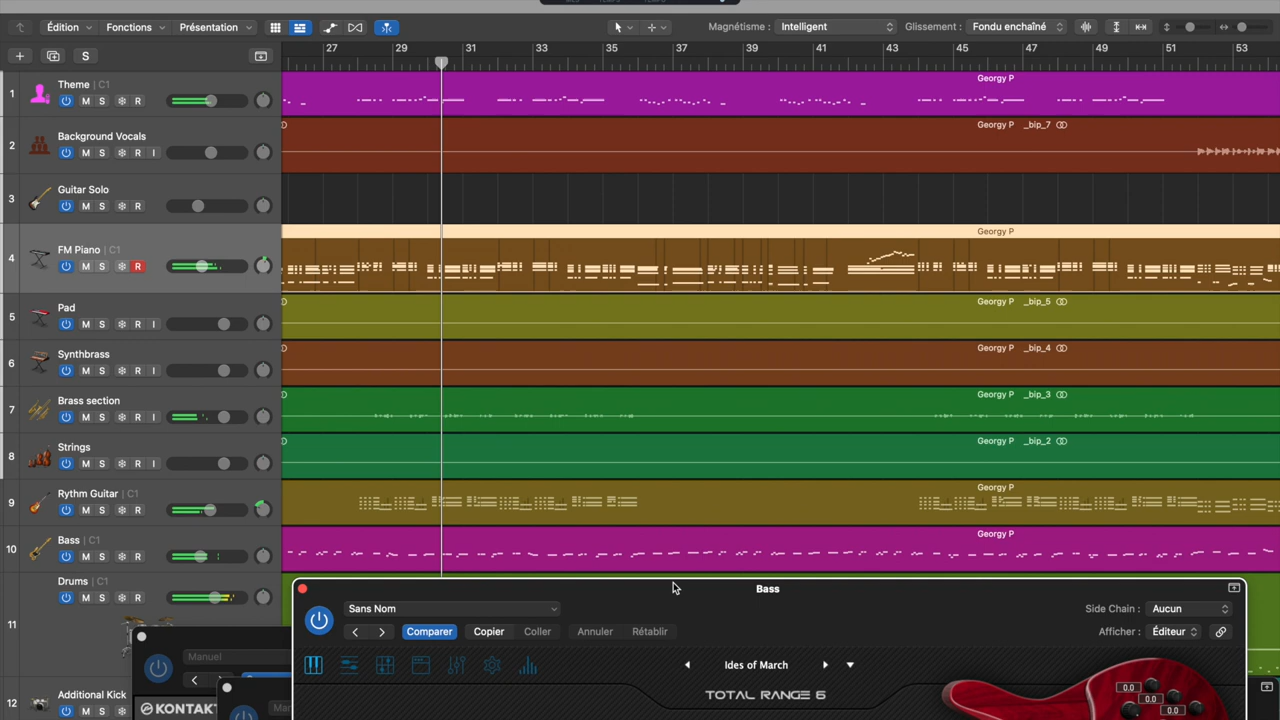 Édition Fonctions Présentation Magnétisme : Intelligent Glissement : Fondu enchaîné
S 27 29 31 33 35 37 39 41 43 45 47 49 51 53
1 Theme | C1 M S R Georgy P
2 Background Vocals M S R I Georgy P _bip_7
3 Guitar Solo M S R
4 FM Piano | C1 M S R Georgy P
5 Pad M S R I Georgy P _bip_5
6 Synthbrass M S R I Georgy P _bip_4
7 Brass section M S R I Georgy P _bip_3
8 Strings M S R I Georgy P _bip_2
9 Rythm Guitar | C1 M S R Georgy P
10 Bass | C1 M S R Georgy P
11 Drums | C1 M S R
12 Additional Kick M S R
Manuel
KONTAK
Bass
Sans Nom Side Chain : Aucun
Comparer Copier Coller Annuler Rétablir Afficher : Éditeur
Ides of March
TOTAL RANGE 6
0.0
0.0
0.0